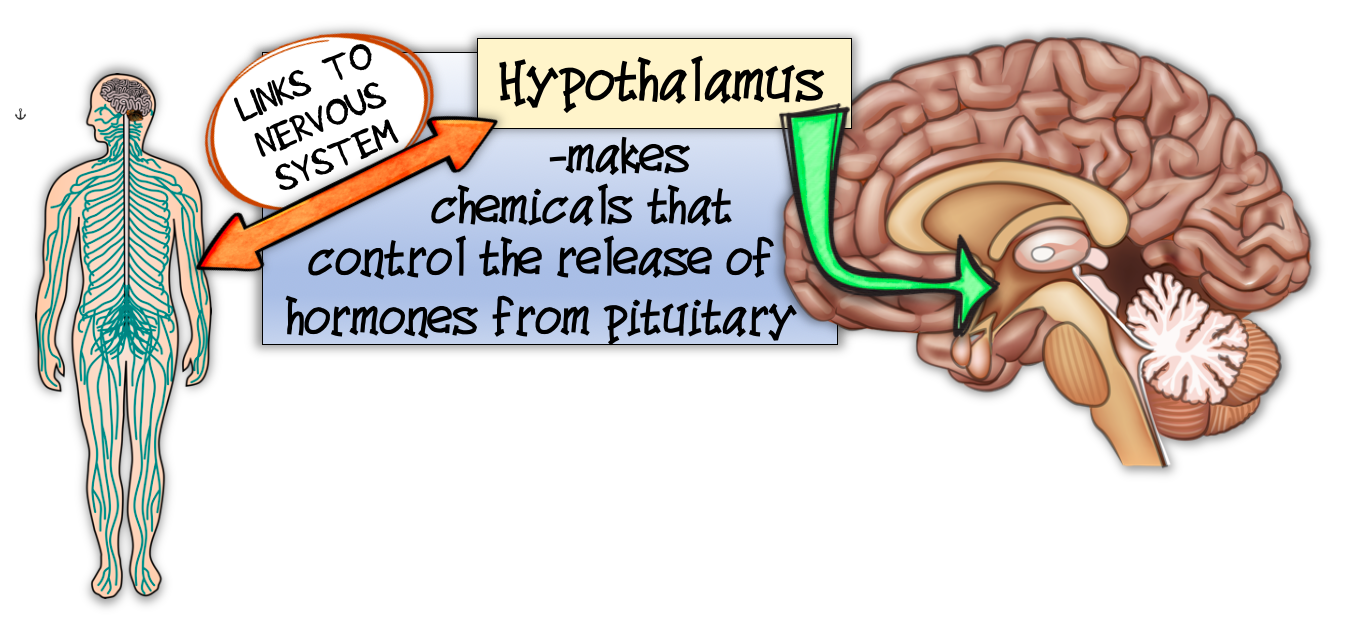 LINKS TO
NERVOUS
SYSTEM
Hypothalamus
-makes
chemicals that
control the release of
hormones from pituitary